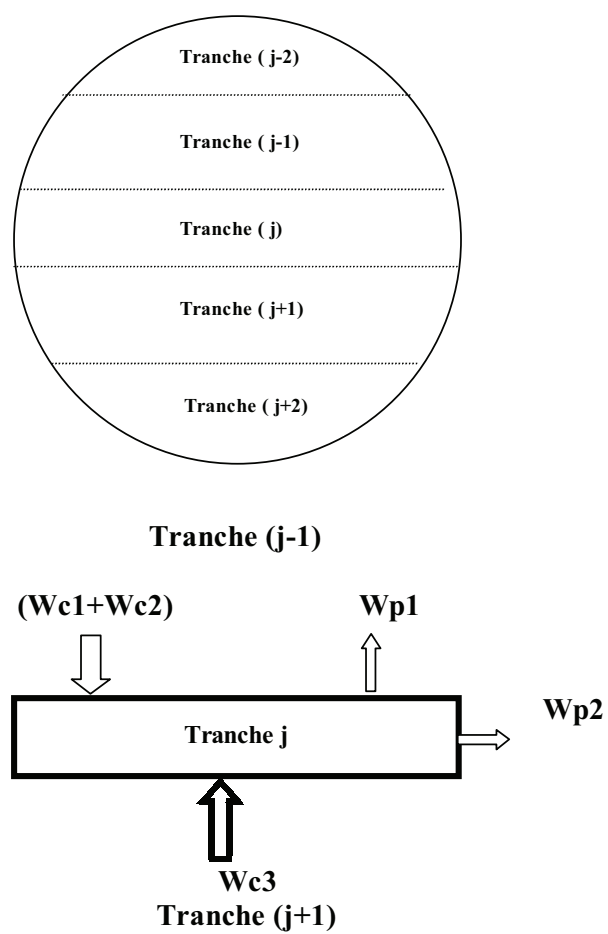 Tranche ( j-2)
Tranche ( j-1)
Tranche ( j)
Tranche ( j+1)
Tranche ( j+2)
Tranche (j-1)
(Wc1+Wc2)
Wp1
Wp2
Tranche j
Wc3
Tranche (j+1)